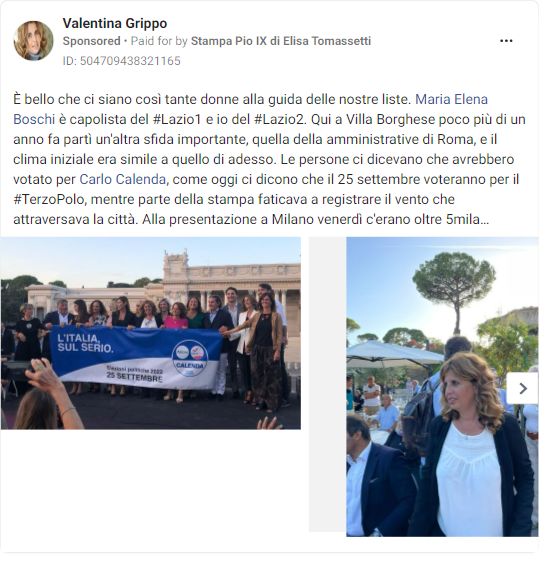 Valentina Grippo
Sponsored • Paid for by Stampa Pio IX di Elisa Tomassetti
ID: 504709438321165
È bello che ci siano così tante donne alla guida delle nostre liste. Maria Elena
Boschi è capolista del #Lazio1 e io del #Lazio2. Qui a Villa Borghese poco più di un
anno fa partì un'altra sfida importante, quella della amministrative di Roma, e il
clima iniziale era simile a quello di adesso. Le persone ci dicevano che avrebbero
votato per Carlo Calenda, come oggi ci dicono che il 25 settembre voteranno per il
#TerzoPolo, mentre parte della stampa faticava a registrare il vento che
attraversava la città. Alla presentazione a Milano venerdì c'erano oltre 5mila…
L'ITALIA,
SUL SERIO.
Elezioni politiche 2022
25 SETTEMBRE
CALENDA